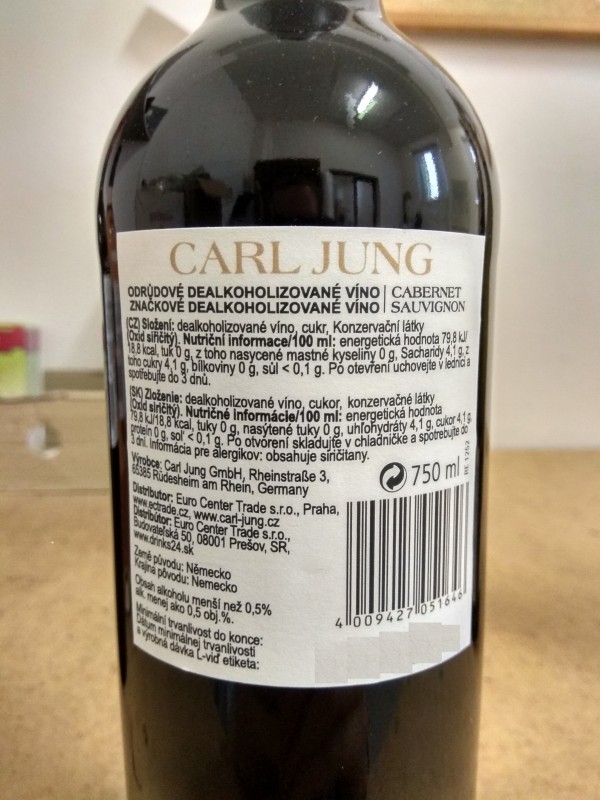 CARL JUNG
ODRŮDOVÉ DEALKOHOLIZOVANÉ VÍNO | CABERNET
ZNAČKOVÉ DEALKOHOLIZOVANÉ VÍNO | SAUVIGNON
(CZ) Složení: dealkoholizované víno, cukr, Konzervační látky
(Oxid siřičitý). Nutriční informace/100 ml: energetická hodnota 79,8 kJ/
18,8 kcal, tuk 0 g, z toho nasycené mastné kyseliny 0 g, Sacharidy 4,1 g, z
toho cukry 4,1 g, bílkoviny 0 g, sůl < 0,1 g. Po otevření uchovejte v lednici a
spotřebujte do 3 dnů.
(SK) Zloženie: dealkoholizované víno, cukor, konzervačné látky
(Oxid siričitý). Nutričné informácie/100 ml: energetická hodnota
79,8 kJ/18,8 kcal, tuky 0 g, nasýtené tuky 0 g, uhľohydráty 4,1 g, cukor 4,1 g,
protein 0 g, soľ < 0,1 g. Po otvorení skladujte v chladničke a spotrebujte do
3 dní. Informácia pre alergikov: obsahuje siričitany.
Výrobce: Carl Jung GmbH, Rheinstraße 3,
65385 Rüdesheim am Rhein, Germany
Distributor: Euro Center Trade s.r.o., Praha,
www.ectrade.cz, www.carl-jung.cz
Distribútor: Euro Center Trade s.r.o.,
Budovateľská 50, 08001 Prešov, SR,
www.drinks24.sk
Země původu: Německo
Krajina pôvodu: Nemecko
Obsah alkoholu menší než 0,5%
alk. menej ako 0,5 obj.%.
Minimální trvanlivost do konce:
Dátum minimálnej trvanlivosti
a výrobná dávka L-viď etiketa:
750 ml
RE 1252
4 009427 051646